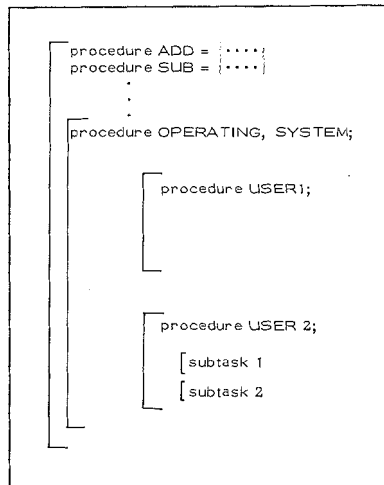 procedure ADD = {····}
procedure SUB = {····}
procedure OPERATING, SYSTEM;
procedure USER1;
procedure USER 2;
subtask 1
subtask 2